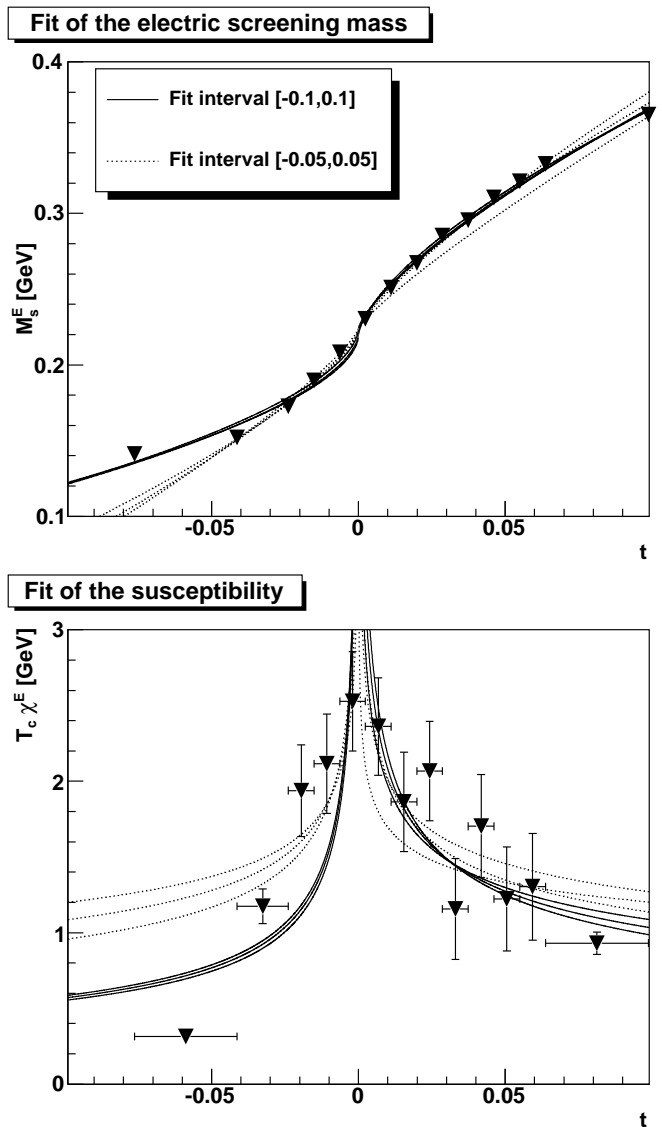 Fit of the electric screening mass
0.4
Fit interval [-0.1,0.1]
Fit interval [-0.05,0.05]
0.3
M_s^E [GeV]
0.2
0.1
-0.05 0 0.05
t
Fit of the susceptibility
3
T_c χ^E [GeV]
2
1
0
-0.05 0 0.05
t